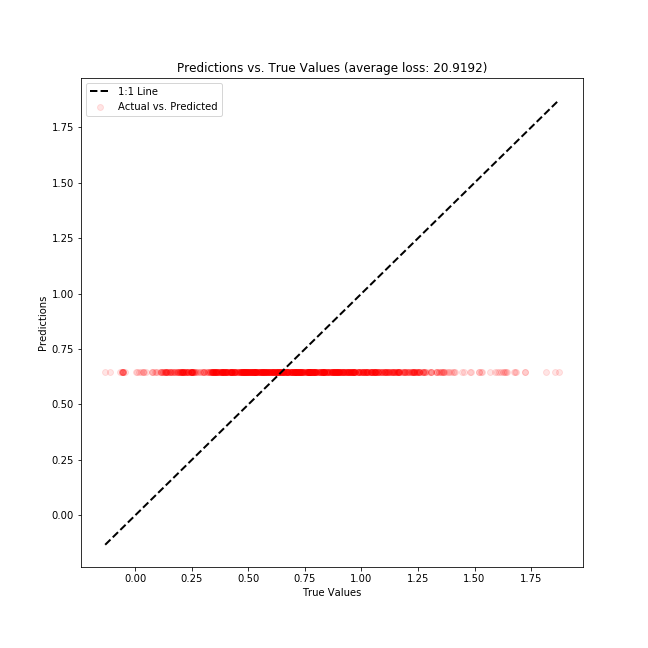 Predictions vs. True Values (average loss: 20.9192)
1:1 Line
Actual vs. Predicted
1.75
1.50
1.25
1.00
0.75
0.50
0.25
0.00
Predictions
0.00 0.25 0.50 0.75 1.00 1.25 1.50 1.75
True Values